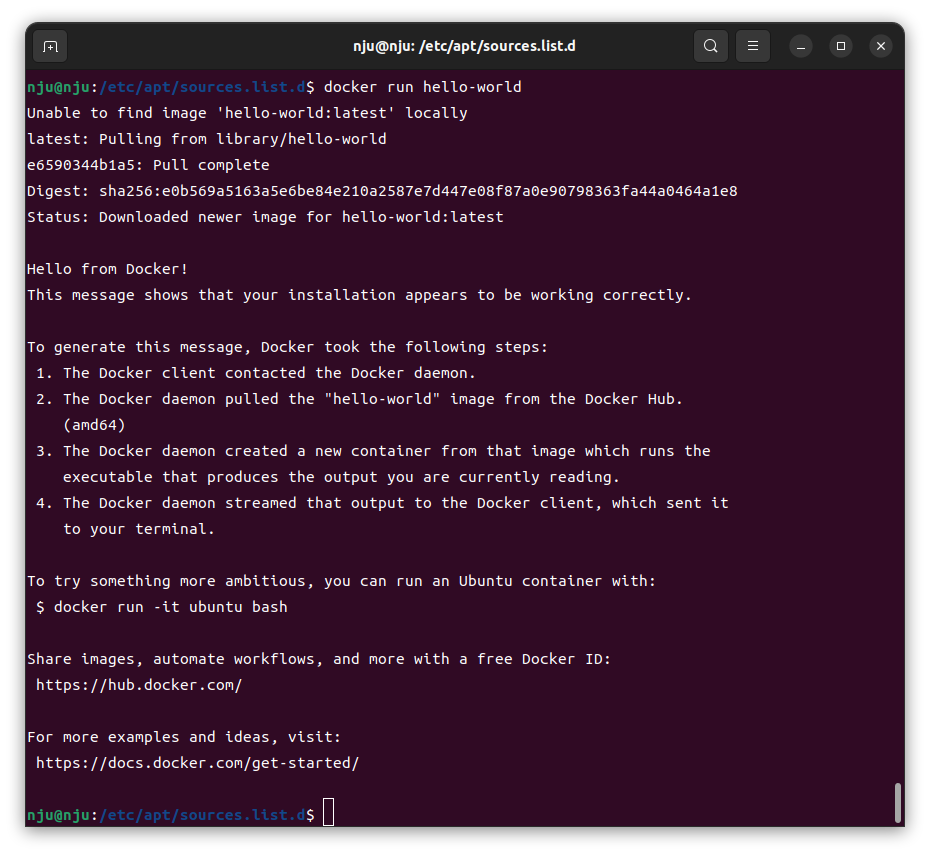 nju@nju: /etc/apt/sources.list.d
nju@nju:/etc/apt/sources.list.d$ docker run hello-world
Unable to find image 'hello-world:latest' locally
latest: Pulling from library/hello-world
e6590344b1a5: Pull complete
Digest: sha256:e0b569a5163a5e6be84e210a2587e7d447e08f87a0e90798363fa44a0464a1e8
Status: Downloaded newer image for hello-world:latest

Hello from Docker!
This message shows that your installation appears to be working correctly.

To generate this message, Docker took the following steps:
 1. The Docker client contacted the Docker daemon.
 2. The Docker daemon pulled the "hello-world" image from the Docker Hub.
    (amd64)
 3. The Docker daemon created a new container from that image which runs the
    executable that produces the output you are currently reading.
 4. The Docker daemon streamed that output to the Docker client, which sent it
    to your terminal.

To try something more ambitious, you can run an Ubuntu container with:
 $ docker run -it ubuntu bash

Share images, automate workflows, and more with a free Docker ID:
 https://hub.docker.com/

For more examples and ideas, visit:
 https://docs.docker.com/get-started/

nju@nju:/etc/apt/sources.list.d$